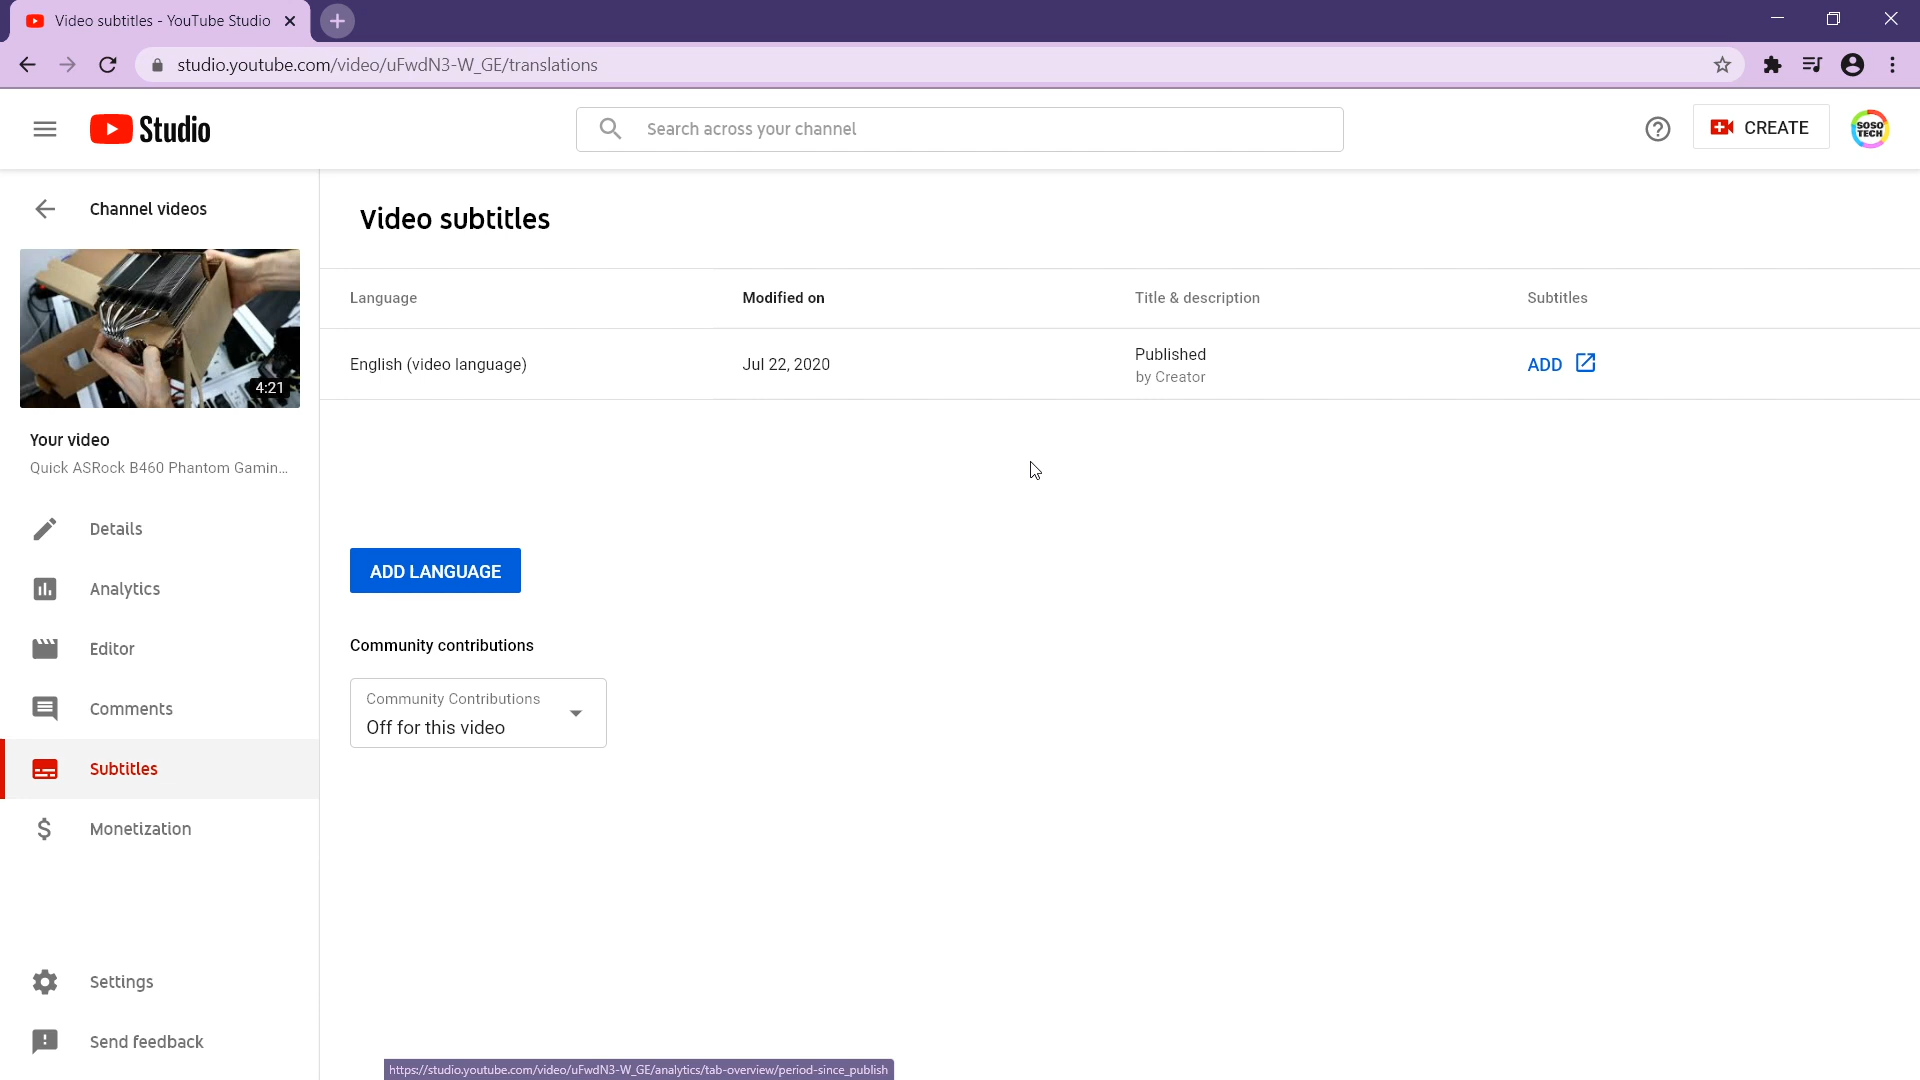 Video subtitles - YouTube Studio
studio.youtube.com/video/uFwdN3-W_GE/translations
Studio
Search across your channel
CREATE
SOSO
TECH
Channel videos
4:21
Your video
Quick ASRock B460 Phantom Gamin...
Details
Analytics
Editor
Comments
Subtitles
Monetization
Settings
Send feedback
Video subtitles
Language Modified on Title & description Subtitles
English (video language) Jul 22, 2020 Published ADD
by Creator
ADD LANGUAGE
Community contributions
Community Contributions
Off for this video
https://studio.youtube.com/video/uFwdN3-W_GE/analytics/tab-overview/period-since_publish